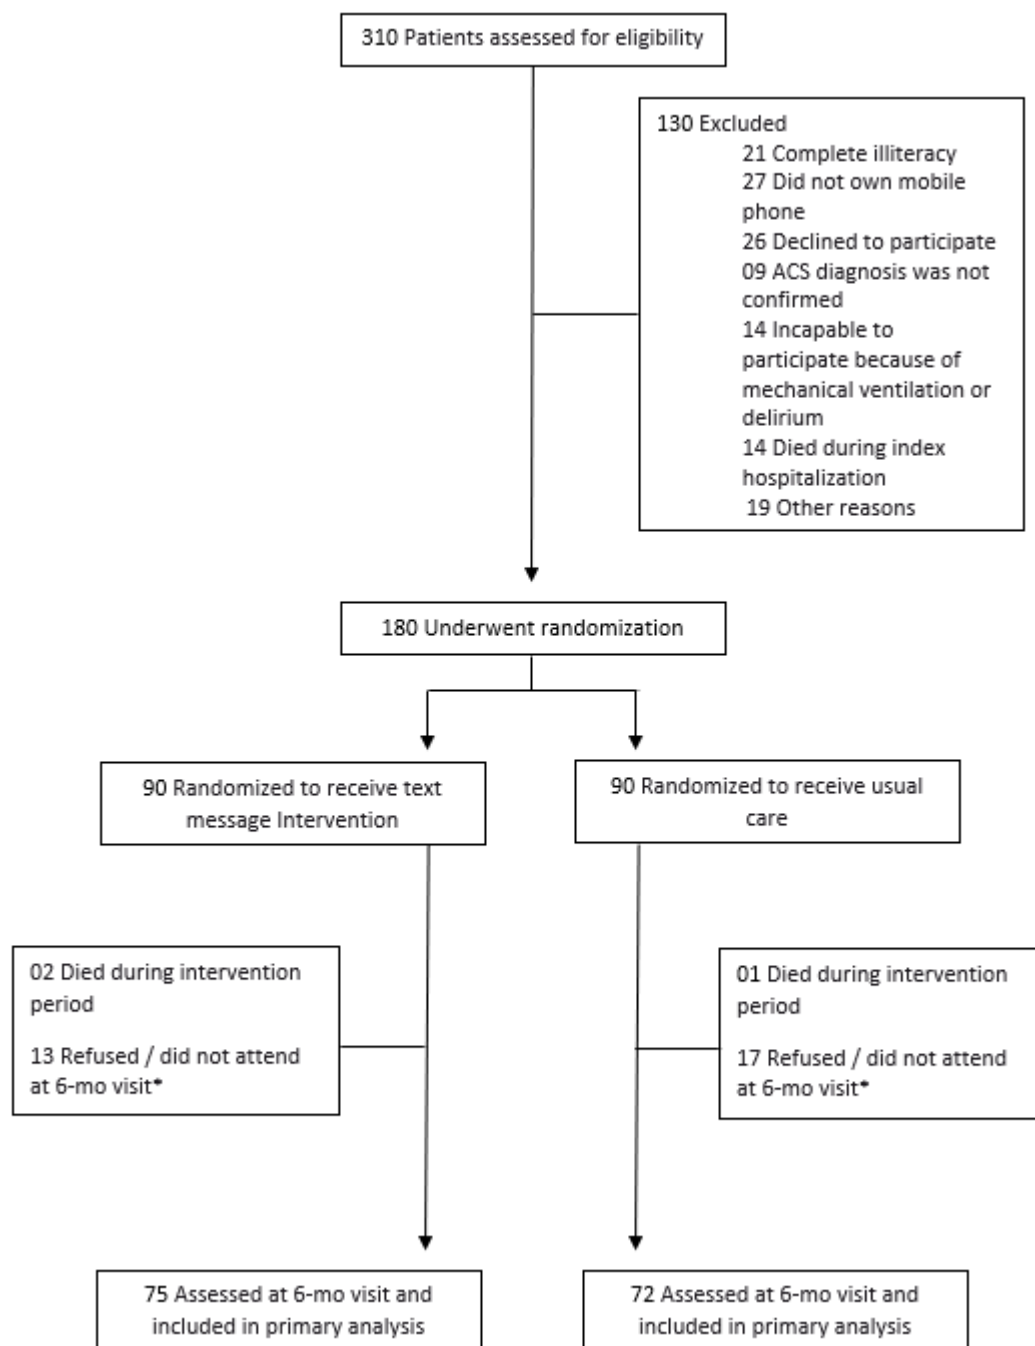 310 Patients assessed for eligibility
130 Excluded
21 Complete illiteracy
27 Did not own mobile
phone
26 Declined to participate
09 ACS diagnosis was not
confirmed
14 Incapable to
participate because of
mechanical ventilation or
delirium
14 Died during index
hospitalization
19 Other reasons
180 Underwent randomization
90 Randomized to receive text
message Intervention
90 Randomized to receive usual
care
02 Died during intervention
period
13 Refused / did not attend
at 6-mo visit*
01 Died during intervention
period
17 Refused / did not attend
at 6-mo visit*
75 Assessed at 6-mo visit and
included in primary analysis
72 Assessed at 6-mo visit and
included in primary analysis